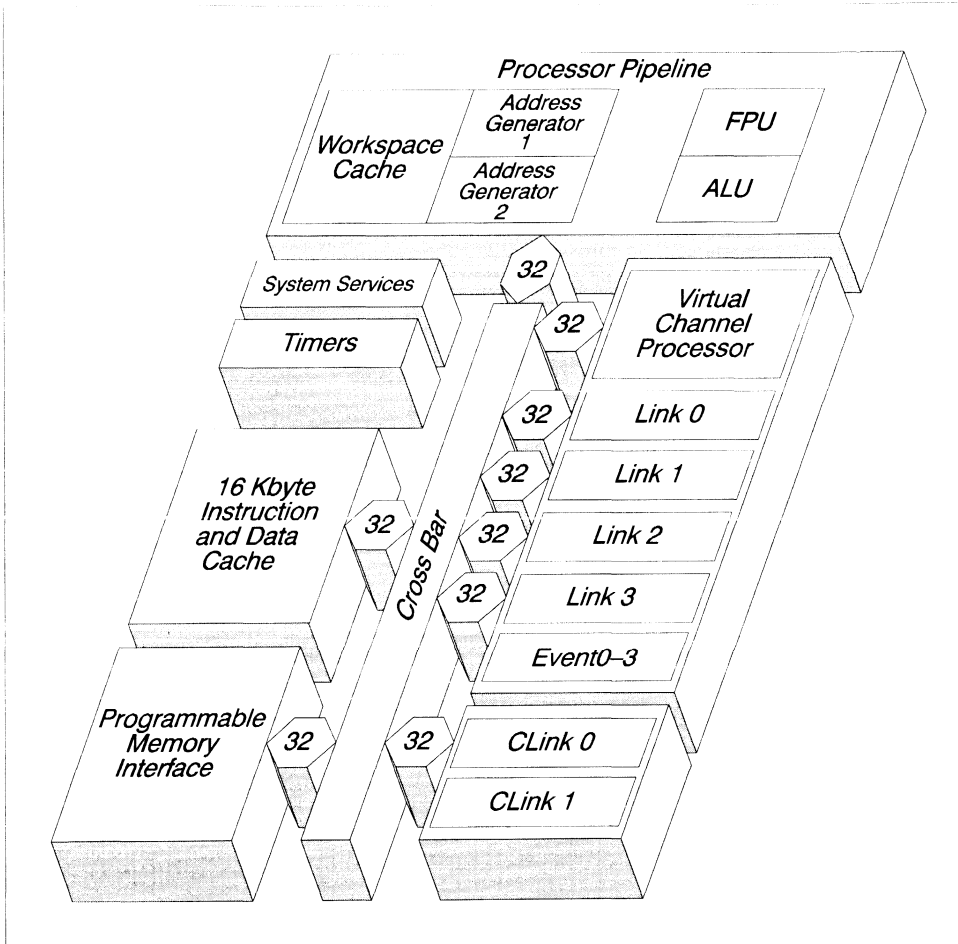 Processor Pipeline
Workspace
Cache
Address
Generator
1
Address
Generator
2
FPU
ALU
System Services
Timers
32
32
Virtual
Channel
Processor
32
Link 0
32
Link 1
16 Kbyte
Instruction
and Data
Cache
32
Cross Bar
32
Link 2
32
Link 3
Event0–3
Programmable
Memory
Interface
32
32
CLink 0
CLink 1